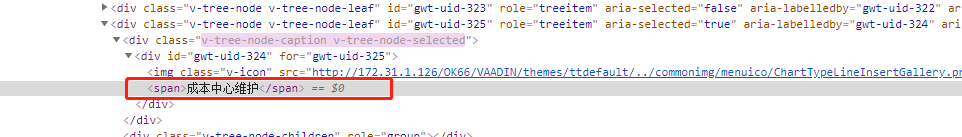 ▶<div class="v-tree-node v-tree-node-leaf" id="gwt-uid-323" role="treeitem" aria-selected="false" aria-labelledby="gwt-uid-322" ar
▼<div class="v-tree-node v-tree-node-leaf" id="gwt-uid-325" role="treeitem" aria-selected="true" aria-labelledby="gwt-uid-324" ari
▼<div class="v-tree-node-caption v-tree-node-selected">
▼<div id="gwt-uid-324" for="gwt-uid-325">
<img class="v-icon" src="http://172.31.1.126/OK66/VAADIN/themes/ttdefault/../commonimg/menuico/ChartTypeLineInsertGallery.pn
<span>成本中心维护</span> == $0
</div>
</div>
<div class="v-tree-node-children" role="group"></div>